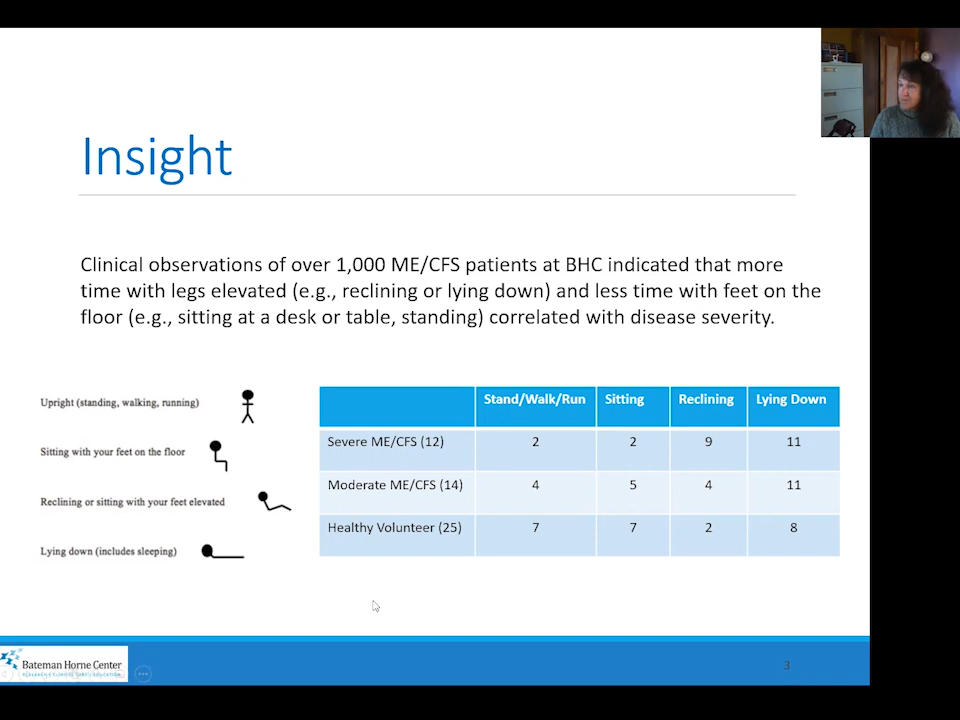 Insight
Clinical observations of over 1,000 ME/CFS patients at BHC indicated that more
time with legs elevated (e.g., reclining or lying down) and less time with feet on the
floor (e.g., sitting at a desk or table, standing) correlated with disease severity.
Upright (standing, walking, running)
Sitting with your feet on the floor
Reclining or sitting with your feet elevated
Lying down (includes sleeping)
Stand/Walk/Run Sitting Reclining Lying Down
Severe ME/CFS (12) 2 2 9 11
Moderate ME/CFS (14) 4 5 4 11
Healthy Volunteer (25) 7 7 2 8
Bateman Horne Center
3